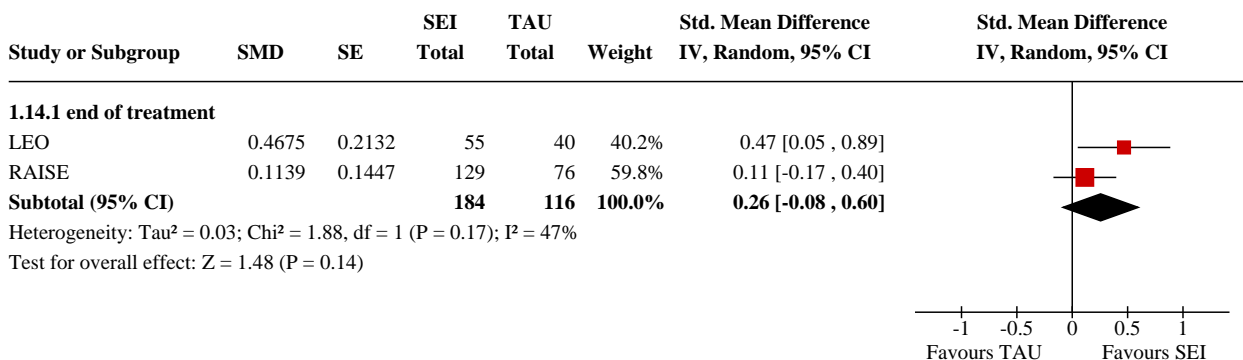 SEI TAU Std. Mean Difference Std. Mean Difference
Study or Subgroup SMD SE Total Total Weight IV, Random, 95% CI IV, Random, 95% CI
1.14.1 end of treatment
LEO 0.4675 0.2132 55 40 40.2% 0.47 [0.05 , 0.89]
RAISE 0.1139 0.1447 129 76 59.8% 0.11 [-0.17 , 0.40]
Subtotal (95% CI) 184 116 100.0% 0.26 [-0.08 , 0.60]
Heterogeneity: Tau² = 0.03; Chi² = 1.88, df = 1 (P = 0.17); I² = 47%
Test for overall effect: Z = 1.48 (P = 0.14)
-1 -0.5 0 0.5 1
Favours TAU Favours SEI